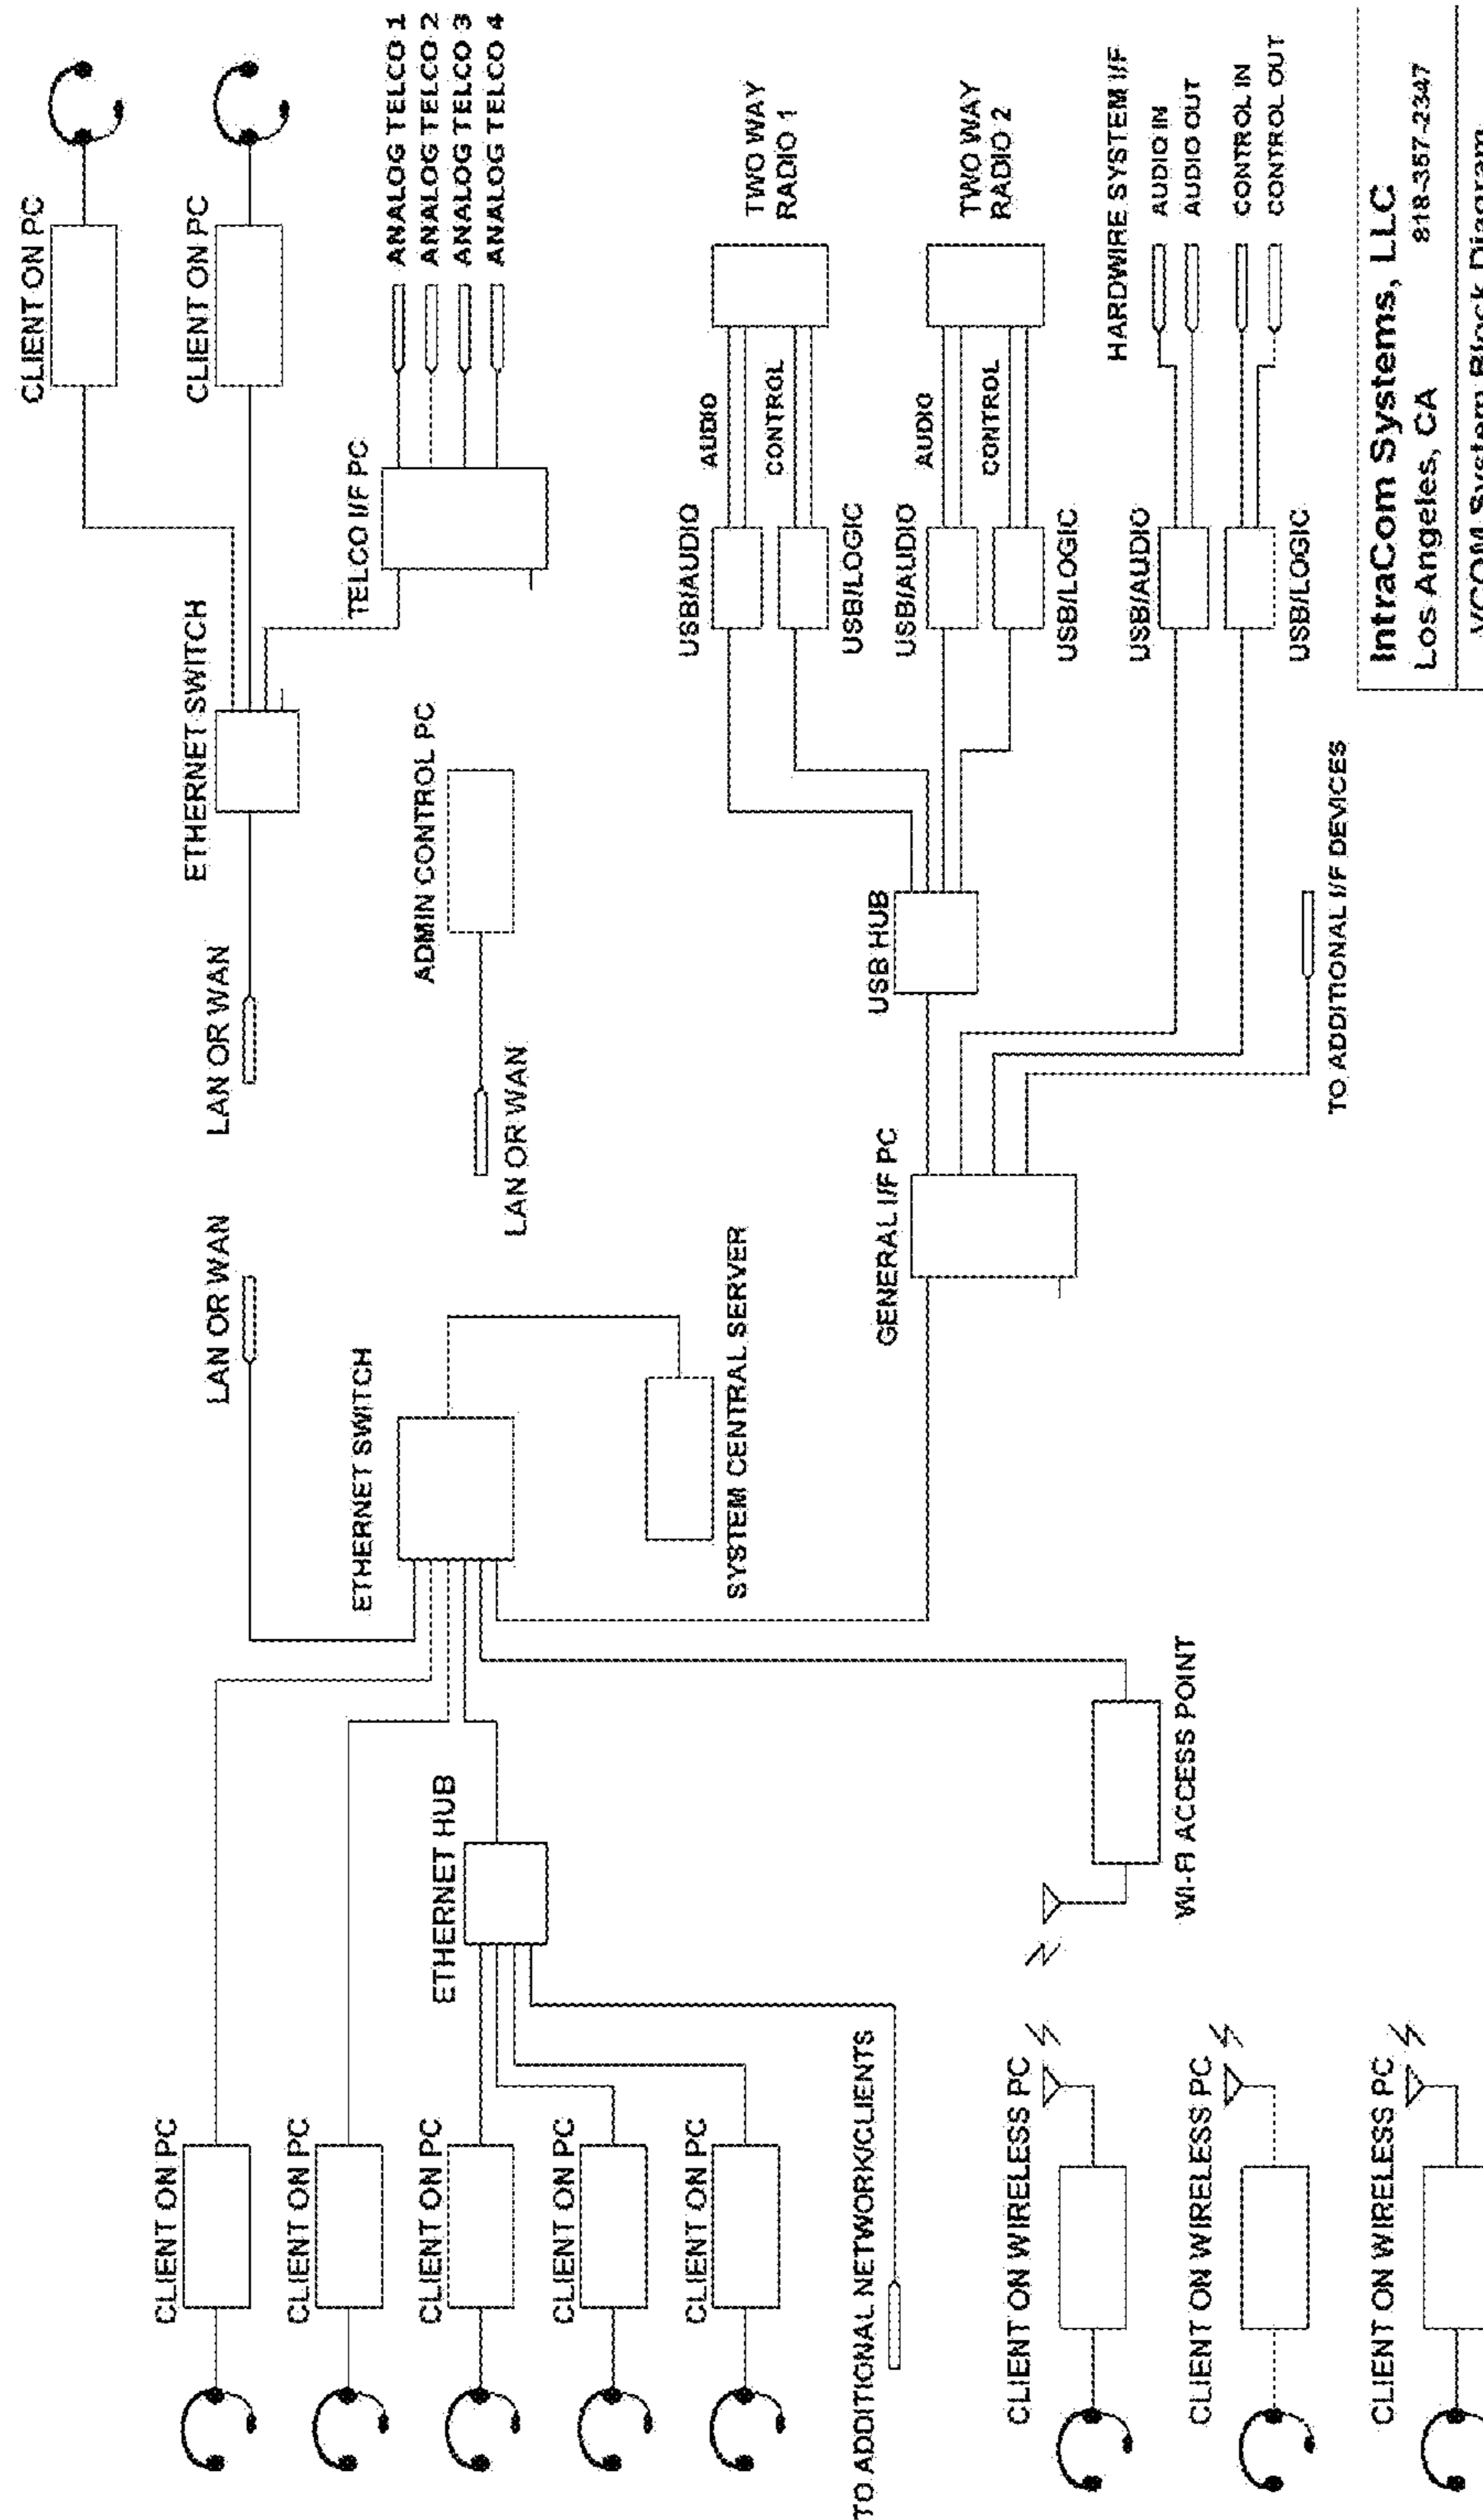 CLIENT ON PC
CLIENT ON PC
CLIENT ON PC
CLIENT ON PC
CLIENT ON PC
TO ADDITIONAL NETWORK/CLIENTS
CLIENT ON WIRELESS PC
CLIENT ON WIRELESS PC
CLIENT ON WIRELESS PC
ETHERNET HUB
WI-FI ACCESS POINT
ETHERNET SWITCH
SYSTEM CENTRAL SERVER
LAN OR WAN
LAN OR WAN
LAN OR WAN
ADMIN CONTROL PC
GENERAL I/F PC
USB HUB
TO ADDITIONAL I/F DEVICES
ETHERNET SWITCH
CLIENT ON PC
CLIENT ON PC
TELCO I/F PC
ANALOG TELCO 1
ANALOG TELCO 2
ANALOG TELCO 3
ANALOG TELCO 4
USB/AUDIO
AUDIO
CONTROL
USB/LOGIC
TWO WAY
RADIO 1
USB/AUDIO
AUDIO
CONTROL
USB/LOGIC
TWO WAY
RADIO 2
HARDWIRE SYSTEM I/F
USB/AUDIO
AUDIO IN
AUDIO OUT
CONTROL IN
CONTROL OUT
USB/LOGIC
IntraCom Systems, LLC
Los Angeles, CA 818-357-2347
VCOM System Block Diagram